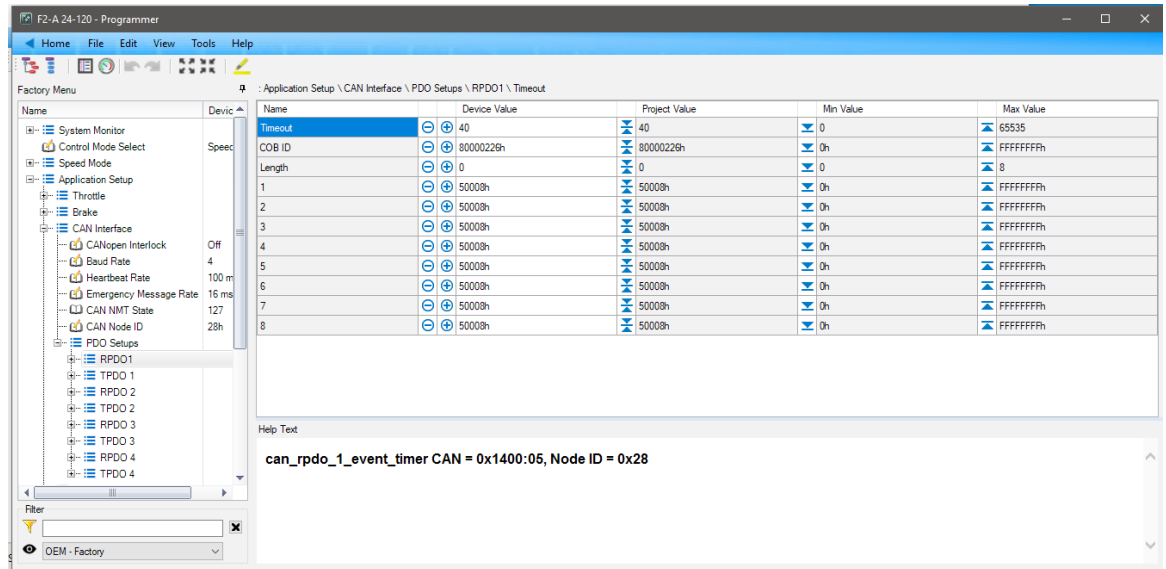 F2-A 24-120 - Programmer
Home File Edit View Tools Help
Factory Menu
: Application Setup \ CAN Interface \ PDO Setups \ RPDO1 \ Timeout
Name Devic
System Monitor
Control Mode Select Speed
Speed Mode
Application Setup
Throttle
Brake
CAN Interface
CANopen Interlock Off
Baud Rate 4
Heartbeat Rate 100 m
Emergency Message Rate 16 ms
CAN NMT State 127
CAN Node ID 28h
PDO Setups
RPDO1
TPDO 1
RPDO 2
TPDO 2
RPDO 3
TPDO 3
RPDO 4
TPDO 4
Filter
OEM - Factory
Name Device Value Project Value Min Value Max Value
Timeout 40 40 0 65535
COB ID 80000226h 80000226h 0h FFFFFFFFh
Length 0 0 0 8
1 50008h 50008h 0h FFFFFFFFh
2 50008h 50008h 0h FFFFFFFFh
3 50008h 50008h 0h FFFFFFFFh
4 50008h 50008h 0h FFFFFFFFh
5 50008h 50008h 0h FFFFFFFFh
6 50008h 50008h 0h FFFFFFFFh
7 50008h 50008h 0h FFFFFFFFh
8 50008h 50008h 0h FFFFFFFFh
Help Text
can_rpdo_1_event_timer CAN = 0x1400:05, Node ID = 0x28